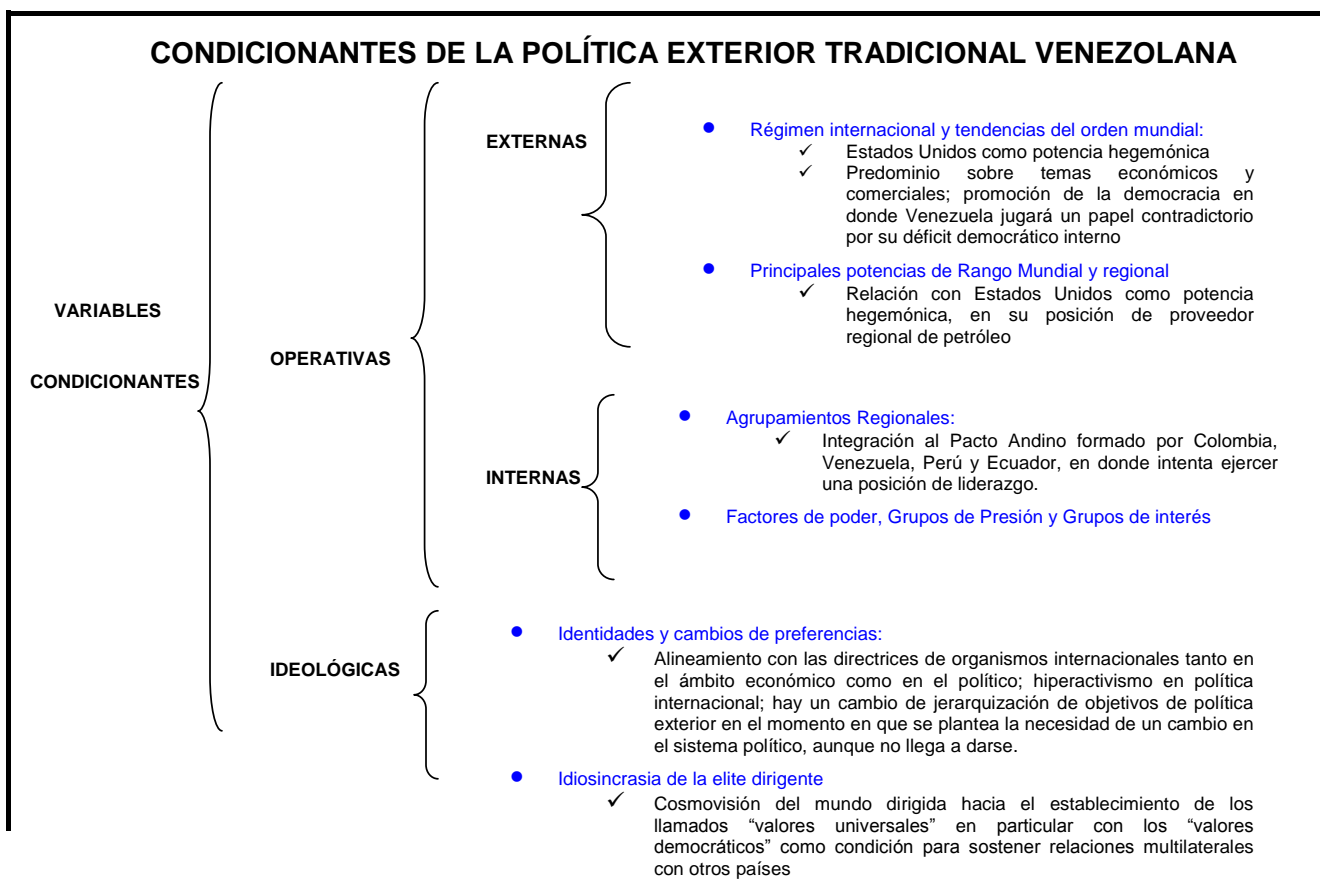 CONDICIONANTES DE LA POLÍTICA EXTERIOR TRADICIONAL VENEZOLANA
VARIABLES
CONDICIONANTES
OPERATIVAS
EXTERNAS
● Régimen internacional y tendencias del orden mundial:
✓ Estados Unidos como potencia hegemónica
✓ Predominio sobre temas económicos y
comerciales; promoción de la democracia en
donde Venezuela jugará un papel contradictorio
por su déficit democrático interno
● Principales potencias de Rango Mundial y regional
✓ Relación con Estados Unidos como potencia
hegemónica, en su posición de proveedor
regional de petróleo
INTERNAS
● Agrupamientos Regionales:
✓ Integración al Pacto Andino formado por Colombia,
Venezuela, Perú y Ecuador, en donde intenta ejercer
una posición de liderazgo.
● Factores de poder, Grupos de Presión y Grupos de interés
IDEOLÓGICAS
● Identidades y cambios de preferencias:
✓ Alineamiento con las directrices de organismos internacionales tanto en
el ámbito económico como en el político; hiperactivismo en política
internacional; hay un cambio de jerarquización de objetivos de política
exterior en el momento en que se plantea la necesidad de un cambio en
el sistema político, aunque no llega a darse.
● Idiosincrasia de la elite dirigente
✓ Cosmovisión del mundo dirigida hacia el establecimiento de los
llamados “valores universales” en particular con los “valores
democráticos” como condición para sostener relaciones multilaterales
con otros países